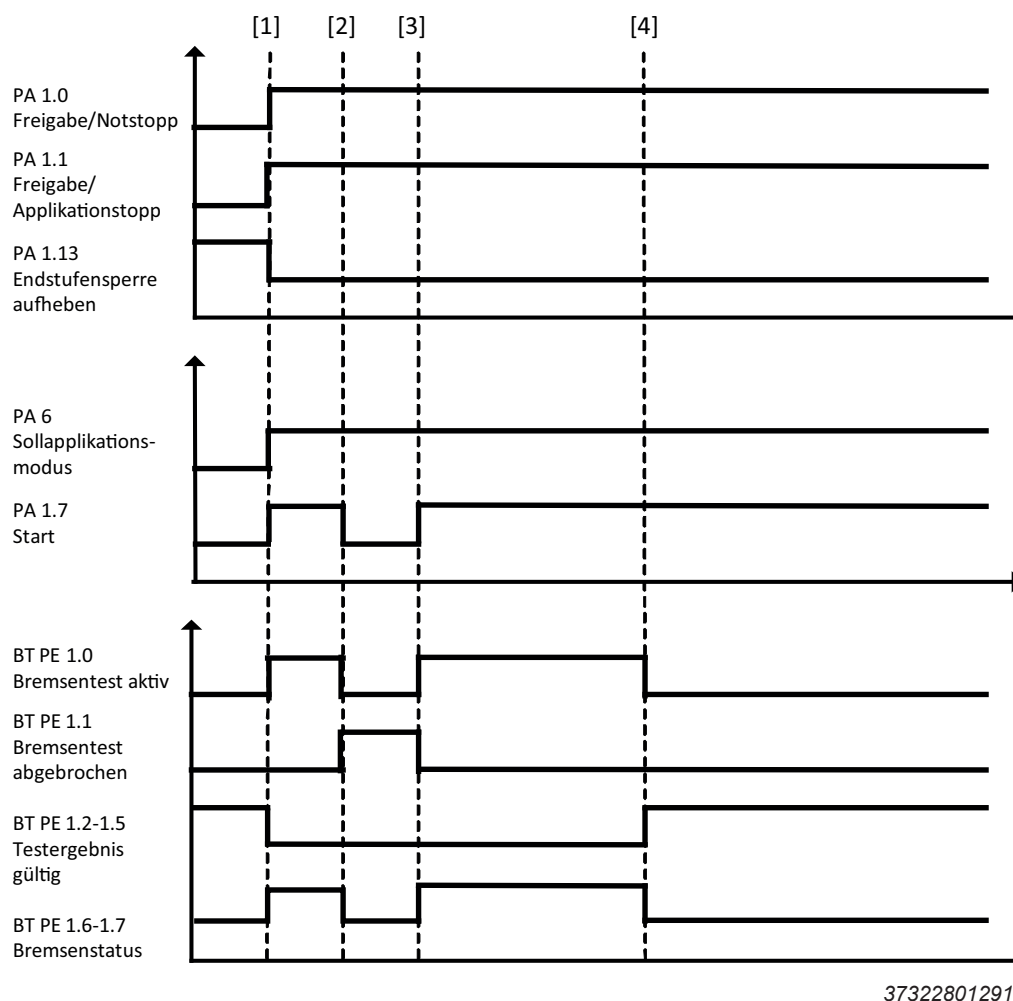 [1] [2] [3] [4]
PA 1.0
Freigabe/Notstopp
PA 1.1
Freigabe/
Applikationstopp
PA 1.13
Endstufensperre
aufheben
PA 6
Sollapplikations-
modus
PA 1.7
Start
BT PE 1.0
Bremsentest aktiv
BT PE 1.1
Bremsentest
abgebrochen
BT PE 1.2-1.5
Testergebnis
gültig
BT PE 1.6-1.7
Bremsenstatus
37322801291